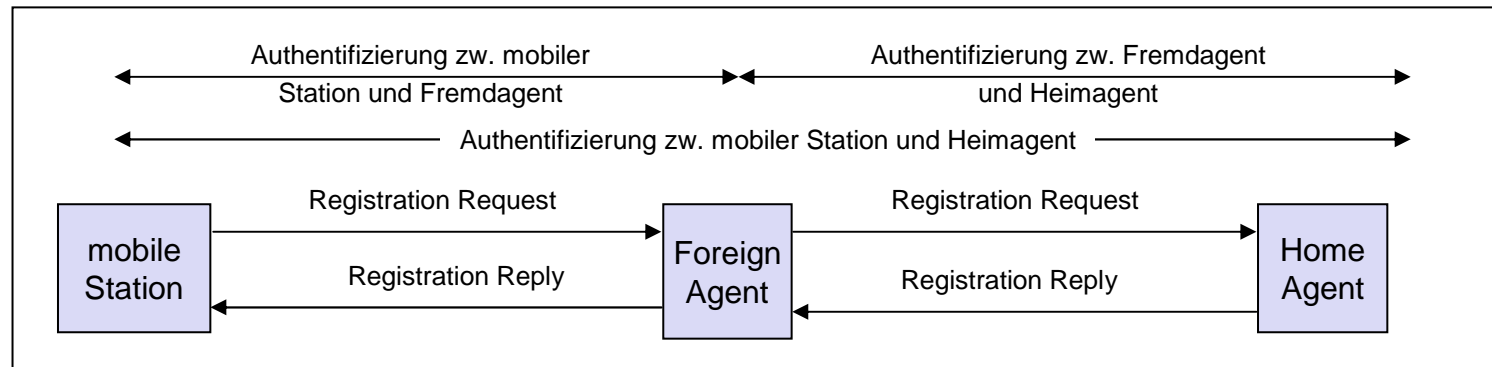 Authentifizierung zw. mobiler
Station und Fremdagent
Authentifizierung zw. Fremdagent
und Heimagent
Authentifizierung zw. mobiler Station und Heimagent
Registration Request
Registration Request
mobile
Station
Foreign
Agent
Home
Agent
Registration Reply
Registration Reply